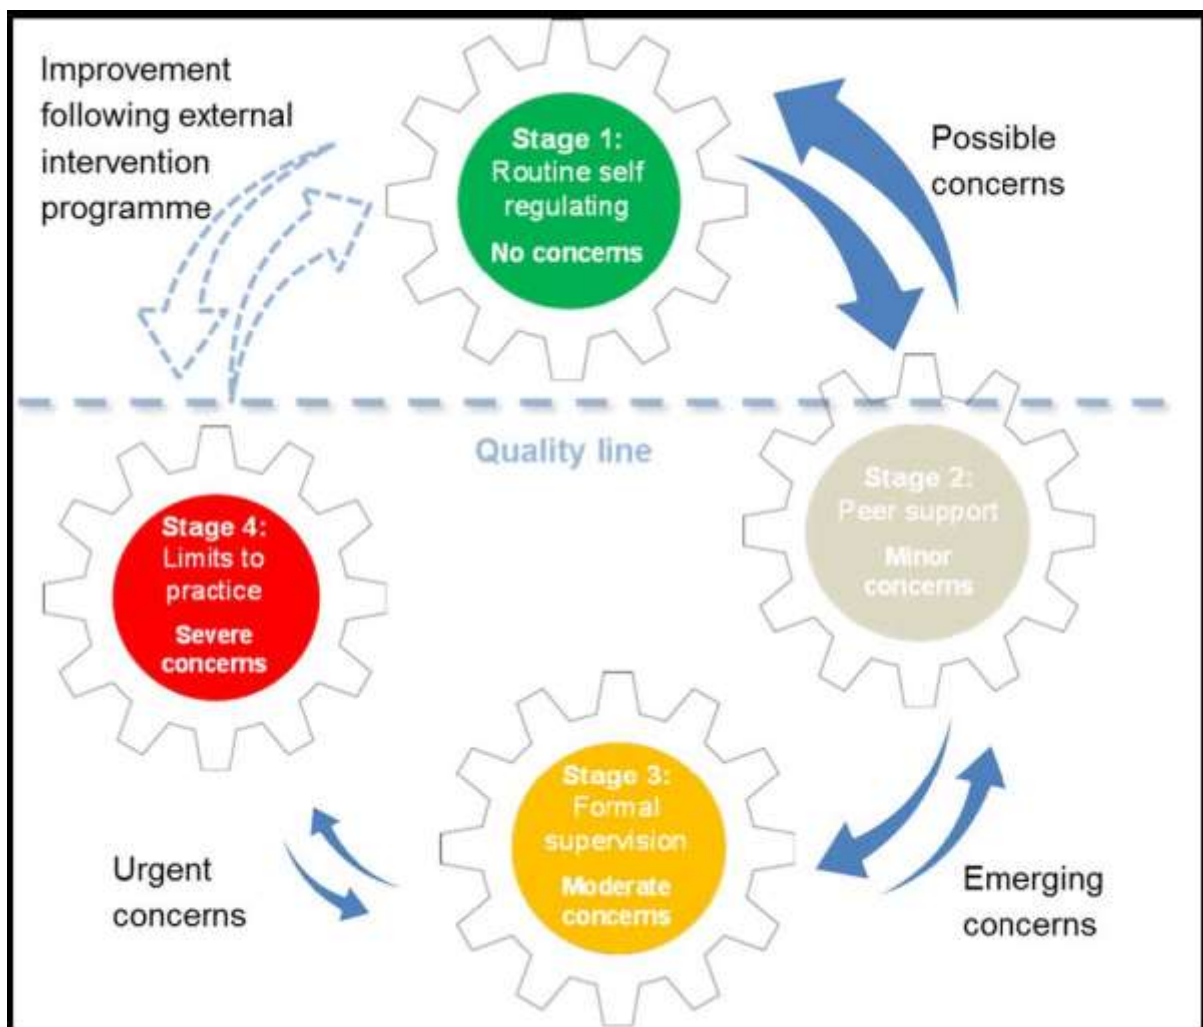 Improvement
following external
intervention
programme
Stage 1:
Routine self
regulating
No concerns
Possible
concerns
Quality line
Stage 2:
Peer support
Minor
concerns
Stage 4:
Limits to
practice
Severe
concerns
Stage 3:
Formal
supervision
Moderate
concerns
Urgent
concerns
Emerging
concerns